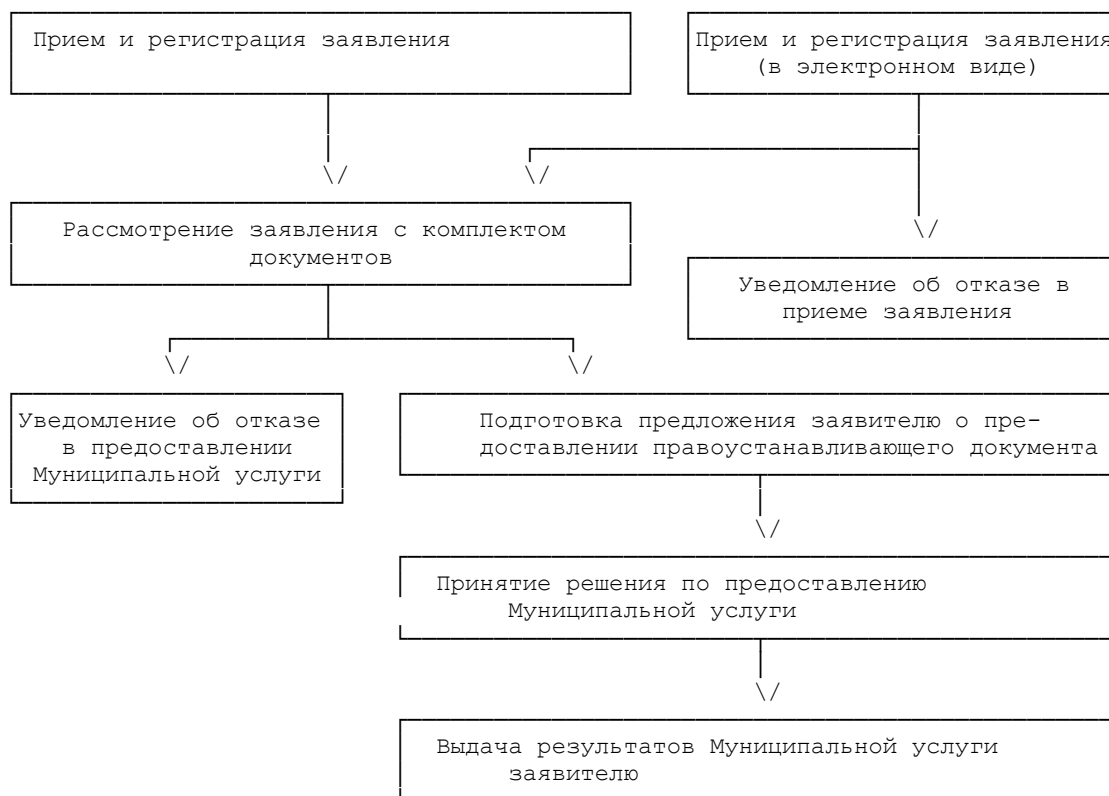 Прием и регистрация заявления
Прием и регистрация заявления
(в электронном виде)
Рассмотрение заявления с комплектом
документов
Уведомление об отказе в
приеме заявления
Уведомление об отказе
в предоставлении
Муниципальной услуги
Подготовка предложения заявителю о пре-
доставлении правоустанавливающего документа
Принятие решения по предоставлению
Муниципальной услуги
Выдача результатов Муниципальной услуги
заявителю